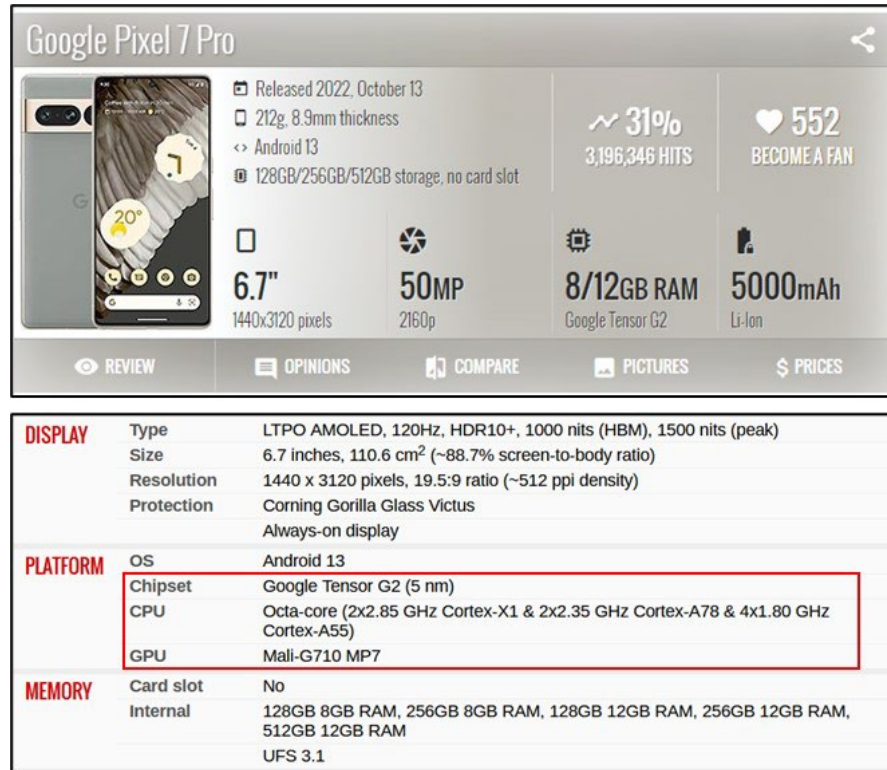 Google Pixel 7 Pro
Released 2022, October 13
212g, 8.9mm thickness
Android 13
128GB/256GB/512GB storage, no card slot
31%
3,196,346 HITS
552
BECOME A FAN
20°
G
6.7"
1440x3120 pixels
50MP
2160p
8/12GB RAM
Google Tensor G2
5000mAh
Li-Ion
REVIEW
OPINIONS
COMPARE
PICTURES
$ PRICES
DISPLAY
Type LTPO AMOLED, 120Hz, HDR10+, 1000 nits (HBM), 1500 nits (peak)
Size 6.7 inches, 110.6 cm² (~88.7% screen-to-body ratio)
Resolution 1440 x 3120 pixels, 19.5:9 ratio (~512 ppi density)
Protection Corning Gorilla Glass Victus
Always-on display
PLATFORM
OS Android 13
Chipset Google Tensor G2 (5 nm)
CPU Octa-core (2x2.85 GHz Cortex-X1 & 2x2.35 GHz Cortex-A78 & 4x1.80 GHz
Cortex-A55)
GPU Mali-G710 MP7
MEMORY
Card slot No
Internal 128GB 8GB RAM, 256GB 8GB RAM, 128GB 12GB RAM, 256GB 12GB RAM,
512GB 12GB RAM
UFS 3.1